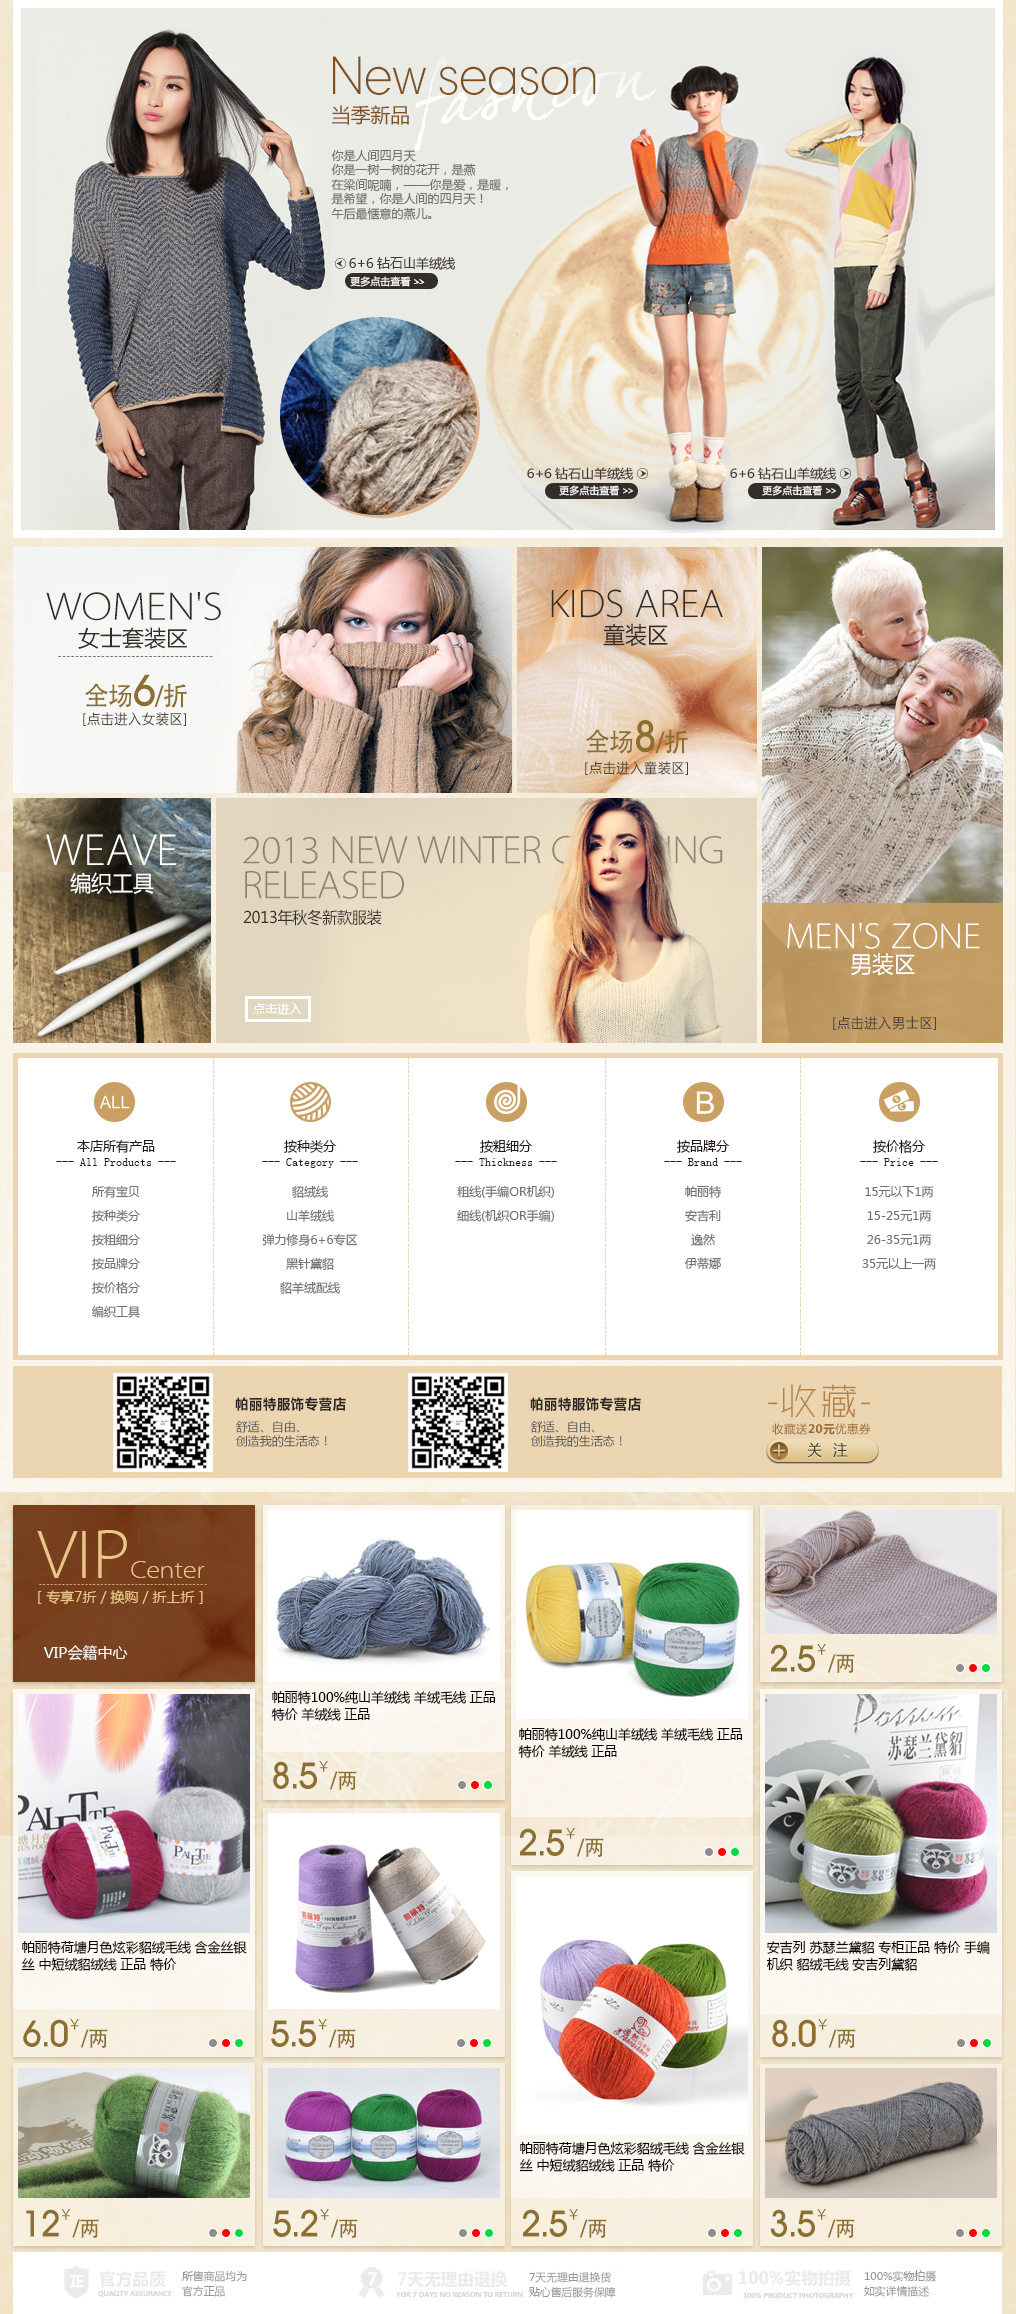 New season
fashion
当季新品
你是人间四月天
你是一树一树的花开，是燕
在梁间呢喃，——你是爱，是暖，
是希望，你是人间的四月天！
午后最惬意的燕儿。
6+6 钻石山羊绒线
更多点击查看 >>
6+6 钻石山羊绒线
更多点击查看 >>
6+6 钻石山羊绒线
更多点击查看 >>
WOMEN'S
女士套装区
全场6/折
[点击进入女装区]
KIDS AREA
童装区
全场8/折
[点击进入童装区]
WEAVE
编织工具
2013 NEW WINTER C   ING
RELEASED
2013年秋冬新款服装
点击进入
MEN'S ZONE
男装区
[点击进入男士区]
ALL
本店所有产品
--- All Products ---
所有宝贝
按种类分
按粗细分
按品牌分
按价格分
编织工具
按种类分
--- Category ---
貂绒线
山羊绒线
弹力修身6+6专区
黑针黛貂
貂羊绒配线
按粗细分
--- Thickness ---
粗线(手编OR机织)
细线(机织OR手编)
B
按品牌分
--- Brand ---
帕丽特
安吉利
逸然
伊蒂娜
按价格分
--- Price ---
15元以下1两
15-25元1两
26-35元1两
35元以上一两
帕丽特服饰专营店
舒适、自由、
创造我的生活态！
帕丽特服饰专营店
舒适、自由、
创造我的生活态！
-收藏-
收藏送20元优惠券
关 注
VIP Center
[ 专享7折 / 换购 / 折上折 ]
VIP会籍中心
帕丽特100%纯山羊绒线 羊绒毛线 正品
特价 羊绒线 正品
8.5¥/两
帕丽特100%纯山羊绒线 羊绒毛线 正品
特价 羊绒线 正品
2.5¥/两
2.5¥/两
PALETTE
PALETTE
帕丽特荷塘月色炫彩貂绒毛线 含金丝银
丝 中短绒貂绒线 正品 特价
6.0¥/两
帕丽特
帕丽特
5.5¥/两
帕丽特荷塘月色炫彩貂绒毛线 含金丝银
丝 中短绒貂绒线 正品 特价
2.5¥/两
Possum
苏瑟兰黛貂
安吉列 苏瑟兰黛貂 专柜正品 特价 手编
机织 貂绒毛线 安吉列黛貂
8.0¥/两
12¥/两
5.2¥/两
3.5¥/两
正
官方品质
QUALITY ASSURANCE
所售商品均为
官方正品
7
7天无理由退换
FOR 7 DAYS NO REASON TO RETURN
7天无理由退换货
贴心售后服务保障
100%实物拍摄
100% PRODUCT PHOTOGRAPHY
100%实物拍摄
如实详情描述